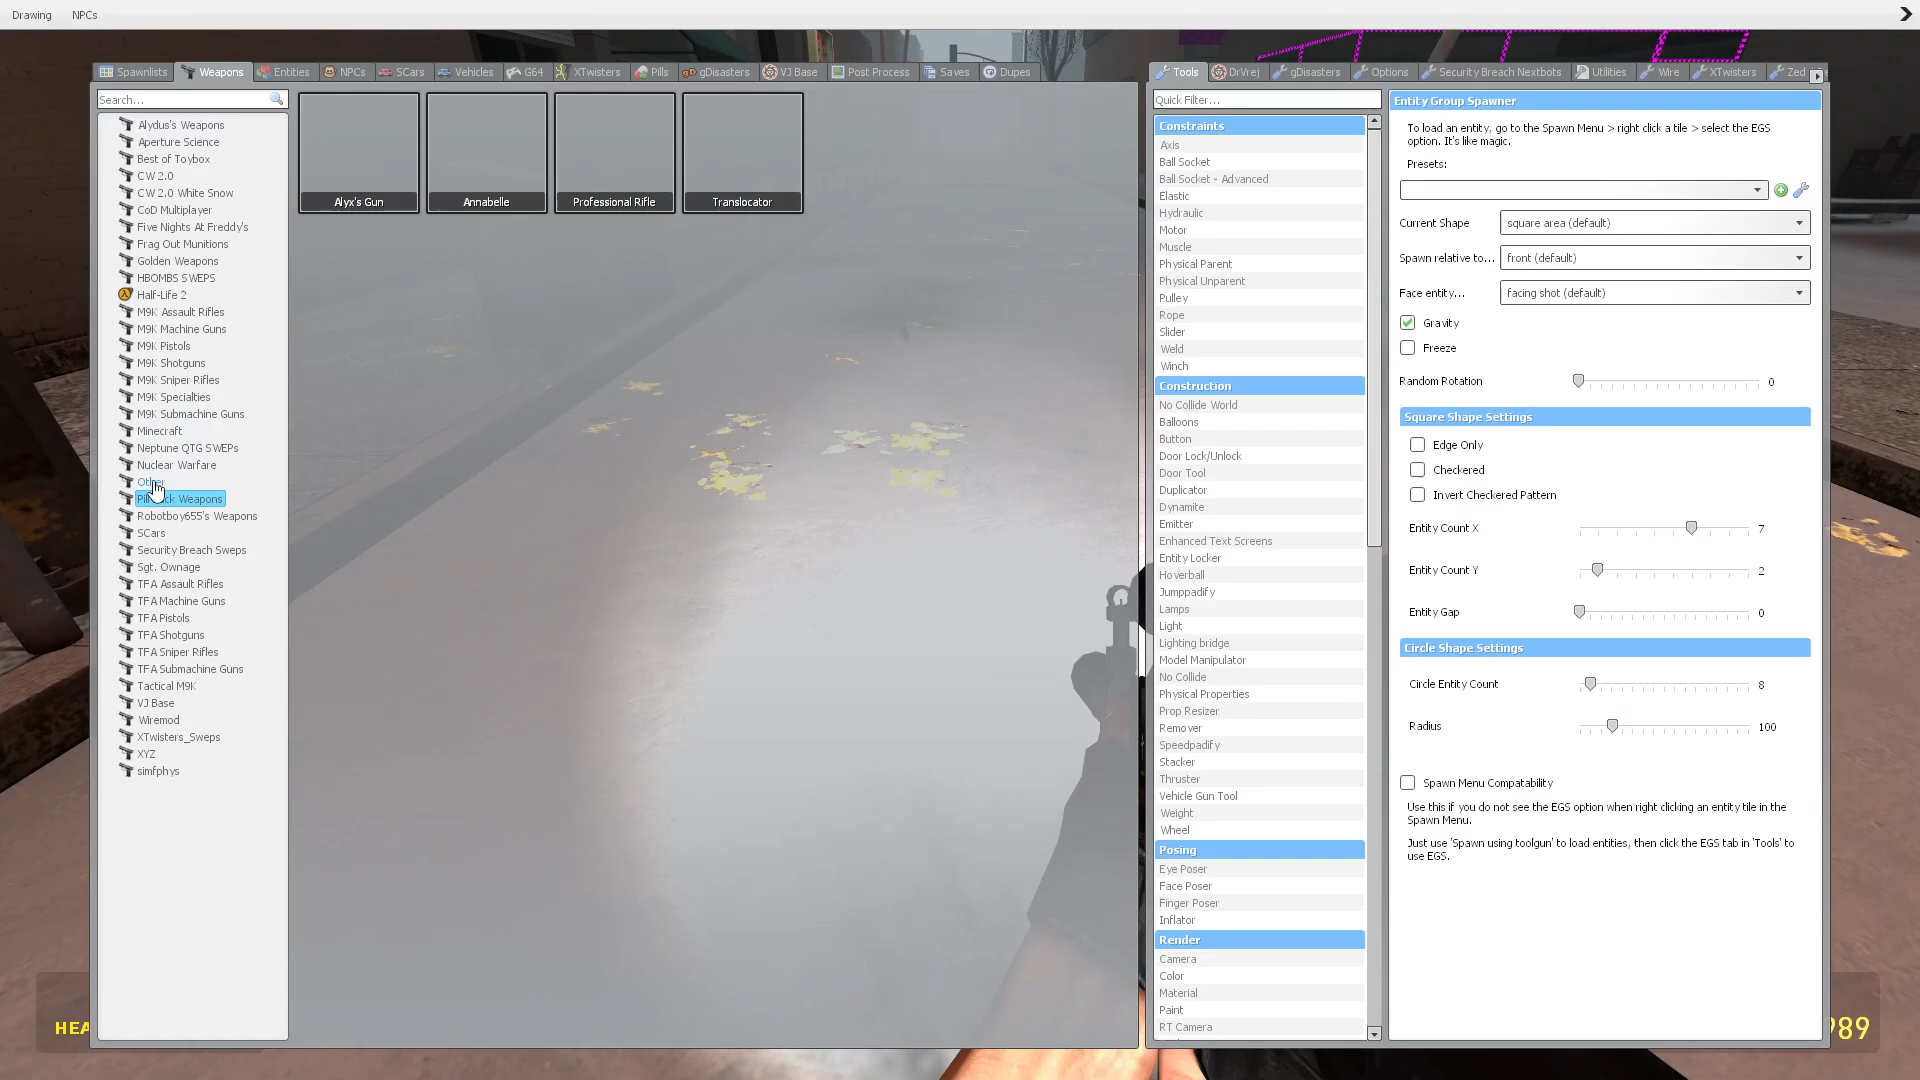 Drawing NPCs
Spawnlists Weapons Entities NPCs SCars Vehicles G64 XTwisters Pills gDisasters VJ Base Post Process Saves Dupes
Search...
Alydus's Weapons
Aperture Science
Best of Toybox
CW 2.0
CW 2.0 White Snow
CoD Multiplayer
Five Nights At Freddy's
Frag Out Munitions
Golden Weapons
HBOMBS SWEPS
Half-Life 2
M9K Assault Rifles
M9K Machine Guns
M9K Pistols
M9K Shotguns
M9K Sniper Rifles
M9K Specialties
M9K Submachine Guns
Minecraft
Neptune QTG SWEPs
Nuclear Warfare
Other
Weapons
Robotboy655's Weapons
SCars
Security Breach Sweps
Sgt. Ownage
TFA Assault Rifles
TFA Machine Guns
TFA Pistols
TFA Shotguns
TFA Sniper Rifles
TFA Submachine Guns
Tactical M9K
VJ Base
Wiremod
XTwisters_Sweps
XYZ
simfphys
Alyx's Gun Annabelle Professional Rifle Translocator
Tools DrVrej gDisasters Options Security Breach Nextbots Utilities Wire XTwisters Zed
Quick Filter...
Constraints
Axis
Ball Socket
Ball Socket - Advanced
Elastic
Hydraulic
Motor
Muscle
Physical Parent
Physical Unparent
Pulley
Rope
Slider
Weld
Winch
Construction
No Collide World
Balloons
Button
Door Lock/Unlock
Door Tool
Duplicator
Dynamite
Emitter
Enhanced Text Screens
Entity Locker
Hoverball
Jumppadify
Lamps
Light
Lighting bridge
Model Manipulator
No Collide
Physical Properties
Prop Resizer
Remover
Speedpadify
Stacker
Thruster
Vehicle Gun Tool
Weight
Wheel
Posing
Eye Poser
Face Poser
Finger Poser
Inflator
Render
Camera
Color
Material
Paint
RT Camera
Entity Group Spawner
To load an entity, go to the Spawn Menu > right click a tile > select the EGS
option. It's like magic.
Presets:
Current Shape square area (default)
Spawn relative to... front (default)
Face entity... facing shot (default)
Gravity
Freeze
Random Rotation 0
Square Shape Settings
Edge Only
Checkered
Invert Checkered Pattern
Entity Count X 7
Entity Count Y 2
Entity Gap 0
Circle Shape Settings
Circle Entity Count 8
Radius 100
Spawn Menu Compatability
Use this if you do not see the EGS option when right clicking an entity tile in the
Spawn Menu.
Just use 'Spawn using toolgun' to load entities, then click the EGS tab in 'Tools' to
use EGS.
HEA
989